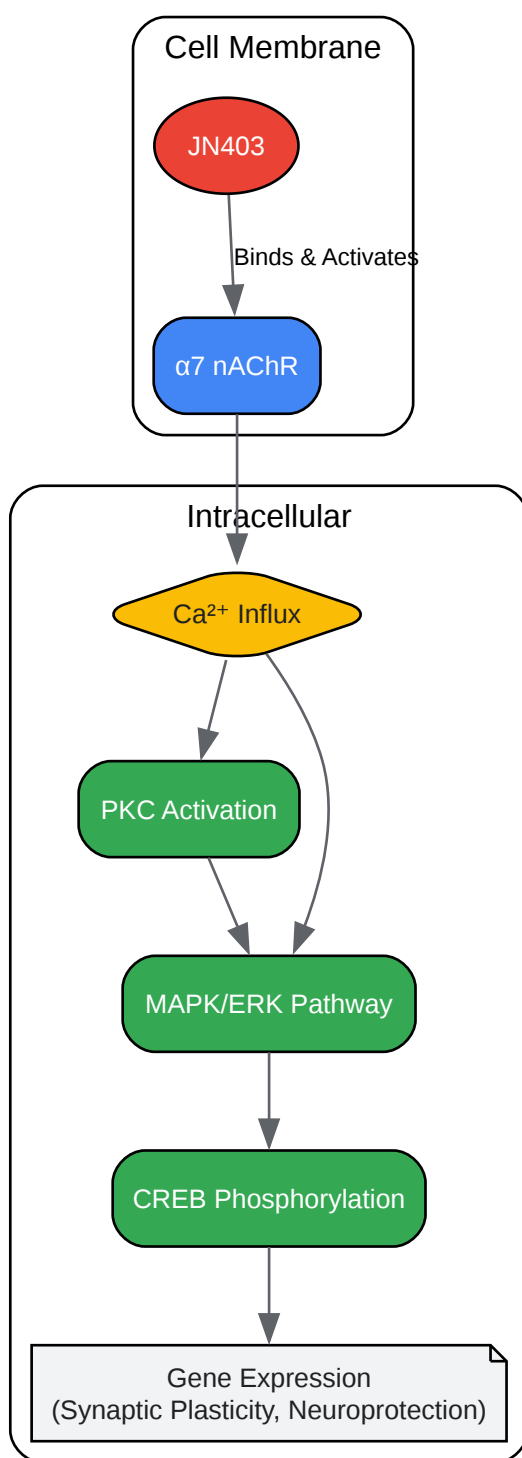 Cell Membrane
JN403
Binds & Activates
α7 nAChR
Intracellular
Ca²⁺ Influx
PKC Activation
MAPK/ERK Pathway
CREB Phosphorylation
Gene Expression
(Synaptic Plasticity, Neuroprotection)